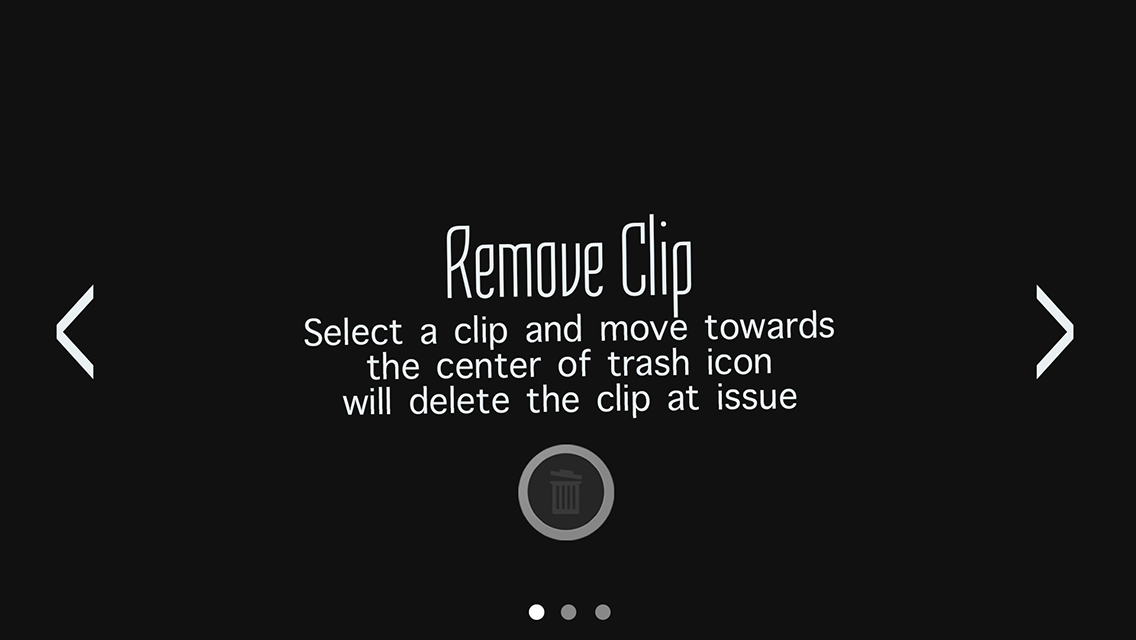 Remove Clip
Select a clip and move towards
the center of trash icon
will delete the clip at issue